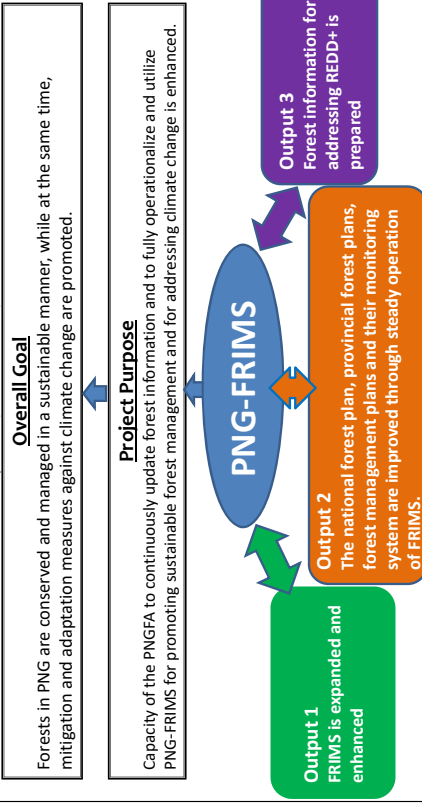 Overall Goal
Forests in PNG are conserved and managed in a sustainable manner, while at the same time,
mitigation and adaptation measures against climate change are promoted.
Project Purpose
Capacity of the PNGFA to continuously update forest information and to fully operationalize and utilize
PNG-FRIMS for promoting sustainable forest management and for addressing climate change is enhanced.
PNG-FRIMS
Output 1
FRIMS is expanded and
enhanced
Output 2
The national forest plan, provincial forest plans,
forest management plans and their monitoring
system are improved through steady operation
of FRIMS.
Output 3
Forest information for
addressing REDD+ is
prepared